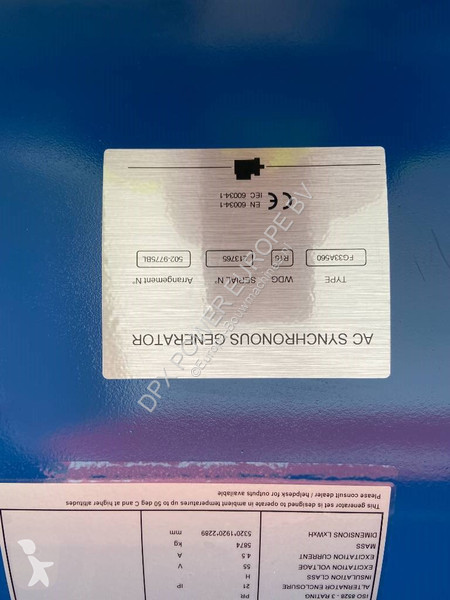 ISO 8528 - 3 RATING PR
ALTERNATOR ENCLOSURE 21 IP
INSULATION CLASS H
EXCITATION VOLTAGE 55 V
EXCITATION CURRENT 4.5 A
MASS 5874 kg
DIMENSIONS LxWxH 5320*1920*2289 mm
This generator set is designed to operate in ambient temperatures up to 50 deg C and at higher altitudes
Please consult dealer / helpdesk for outputs available
AC SYNCHRONOUS GENERATOR
TYPE WDG SERIAL N° Arrangement N°
FG33A560 R16 502-9775BL
CE EN 60034-1
IEC 60034-1
DPX POWER EUROPE BV